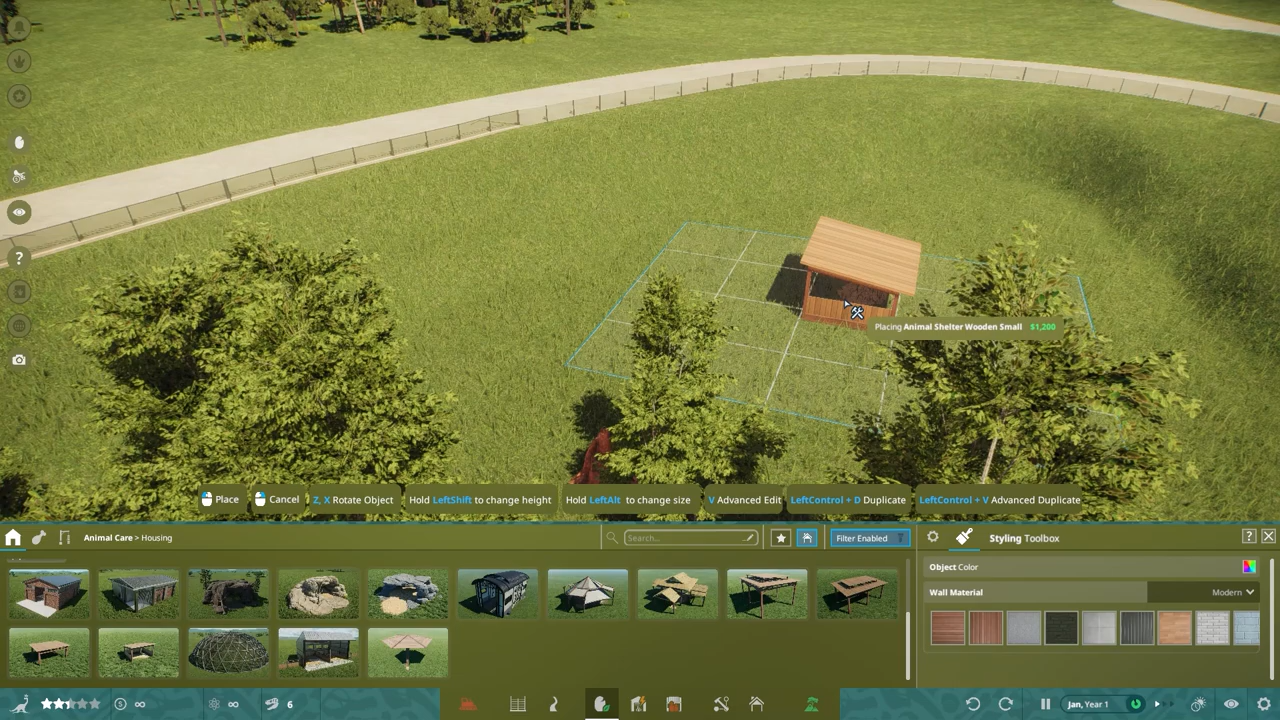 Placing Animal Shelter Wooden Small $1,200
Place
Cancel
Z, X Rotate Object
Hold LeftShift to change height
Hold LeftAlt to change size
V Advanced Edit
LeftControl + D Duplicate
LeftControl + V Advanced Duplicate
Animal Care > Housing
Search...
Filter Enabled
Styling Toolbox
?
Object Color
Wall Material
Modern
?
$ ∞
∞
6
Jan, Year 1